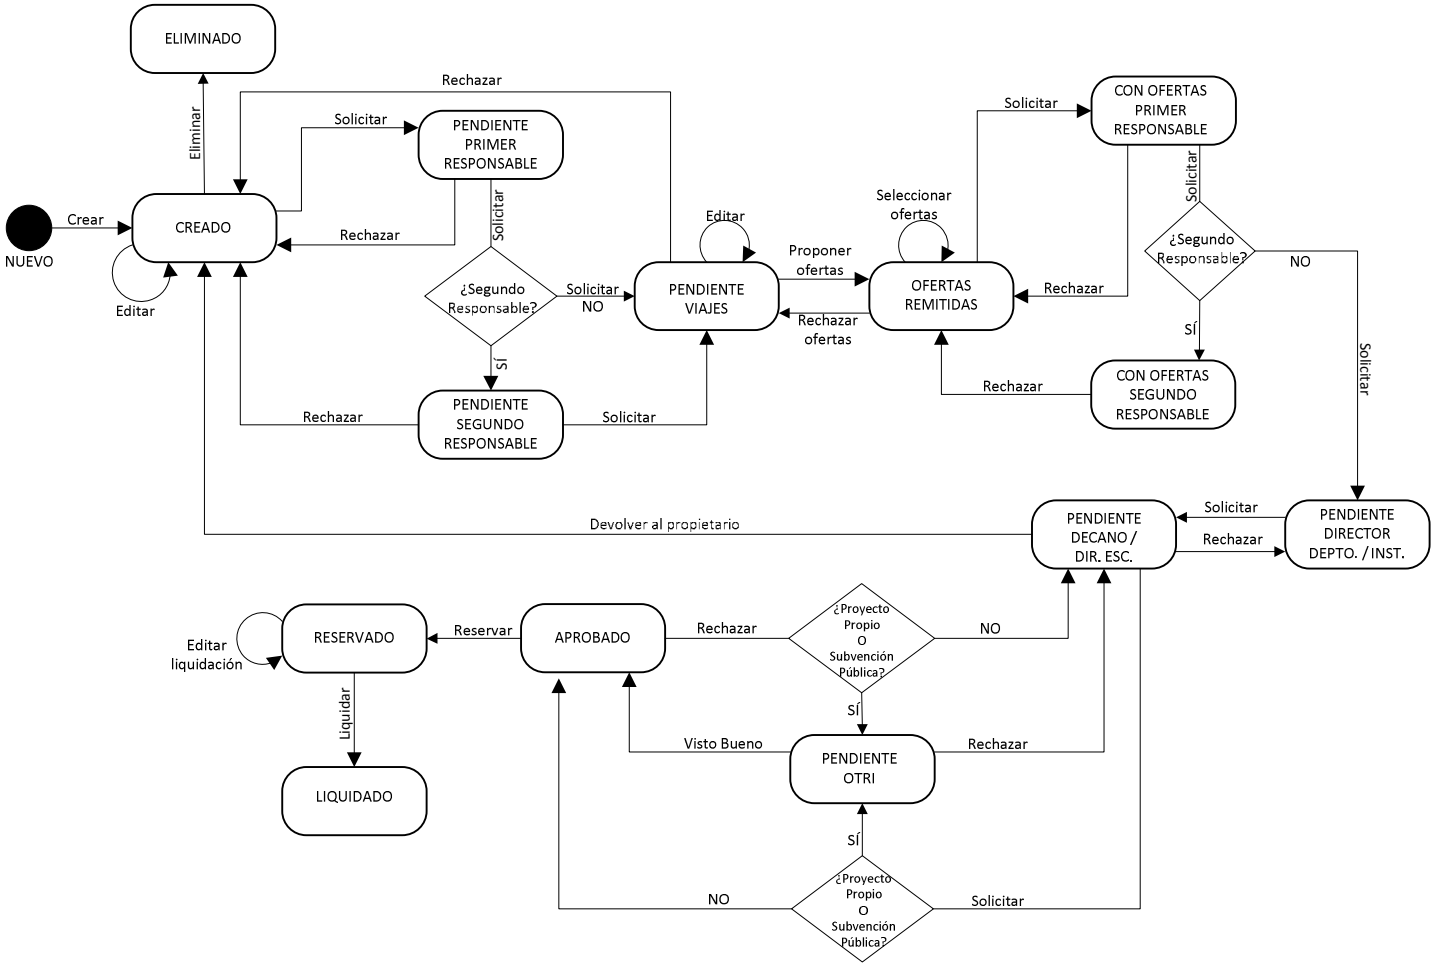 ELIMINADO
Rechazar
CON OFERTAS
PRIMER
RESPONSABLE
Solicitar
Solicitar
PENDIENTE
PRIMER
RESPONSABLE
Eliminar
Solicitar
Solicitar
Crear
CREADO
NUEVO
Rechazar
Editar
Editar
Seleccionar
ofertas
Proponer
ofertas
¿Segundo
Responsable?
NO
¿Segundo
Responsable?
Solicitar
NO
PENDIENTE
VIAJES
OFERTAS
REMITIDAS
Rechazar
Rechazar
ofertas
SÍ
SÍ
Solicitar
PENDIENTE
SEGUNDO
RESPONSABLE
Rechazar
Solicitar
Rechazar
CON OFERTAS
SEGUNDO
RESPONSABLE
Devolver al propietario
PENDIENTE
DECANO /
DIR. ESC.
Solicitar
Rechazar
PENDIENTE
DIRECTOR
DEPTO. / INST.
Editar
liquidación
RESERVADO
Reservar
APROBADO
Rechazar
¿Proyecto
Propio
O
Subvención
Pública?
NO
SÍ
Liquidar
Visto Bueno
PENDIENTE
OTRI
Rechazar
LIQUIDADO
SÍ
NO
¿Proyecto
Propio
O
Subvención
Pública?
Solicitar